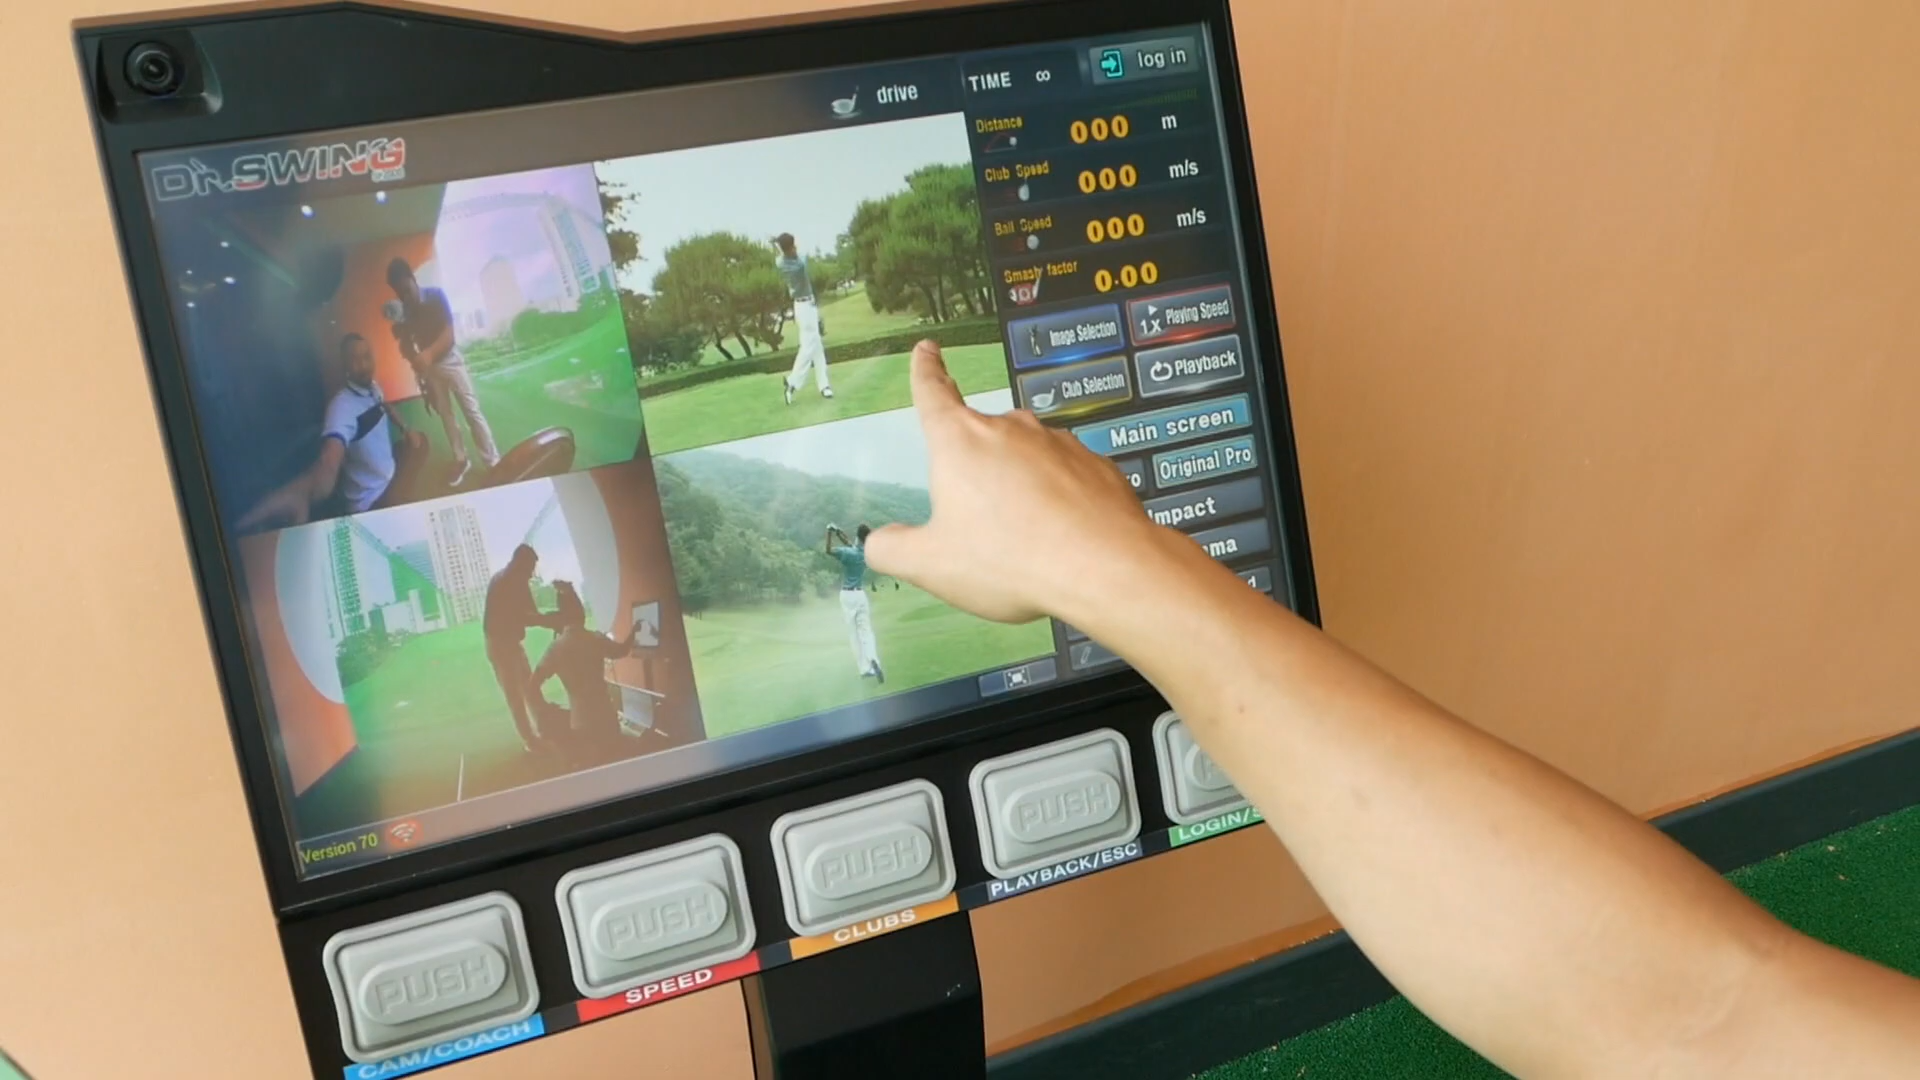 Dr.SWING
drive
TIME ∞
log in
Distance 000 m
Club Speed 000 m/s
Ball Speed 000 m/s
Smash factor 0.00
Image Selection
1x Playing Speed
Club Selection
Playback
Main screen
Original Pro
Impact
Version 70
PUSH
PUSH
PUSH
PUSH
CAM/COACH
SPEED
CLUBS
PLAYBACK/ESC
LOGIN/S